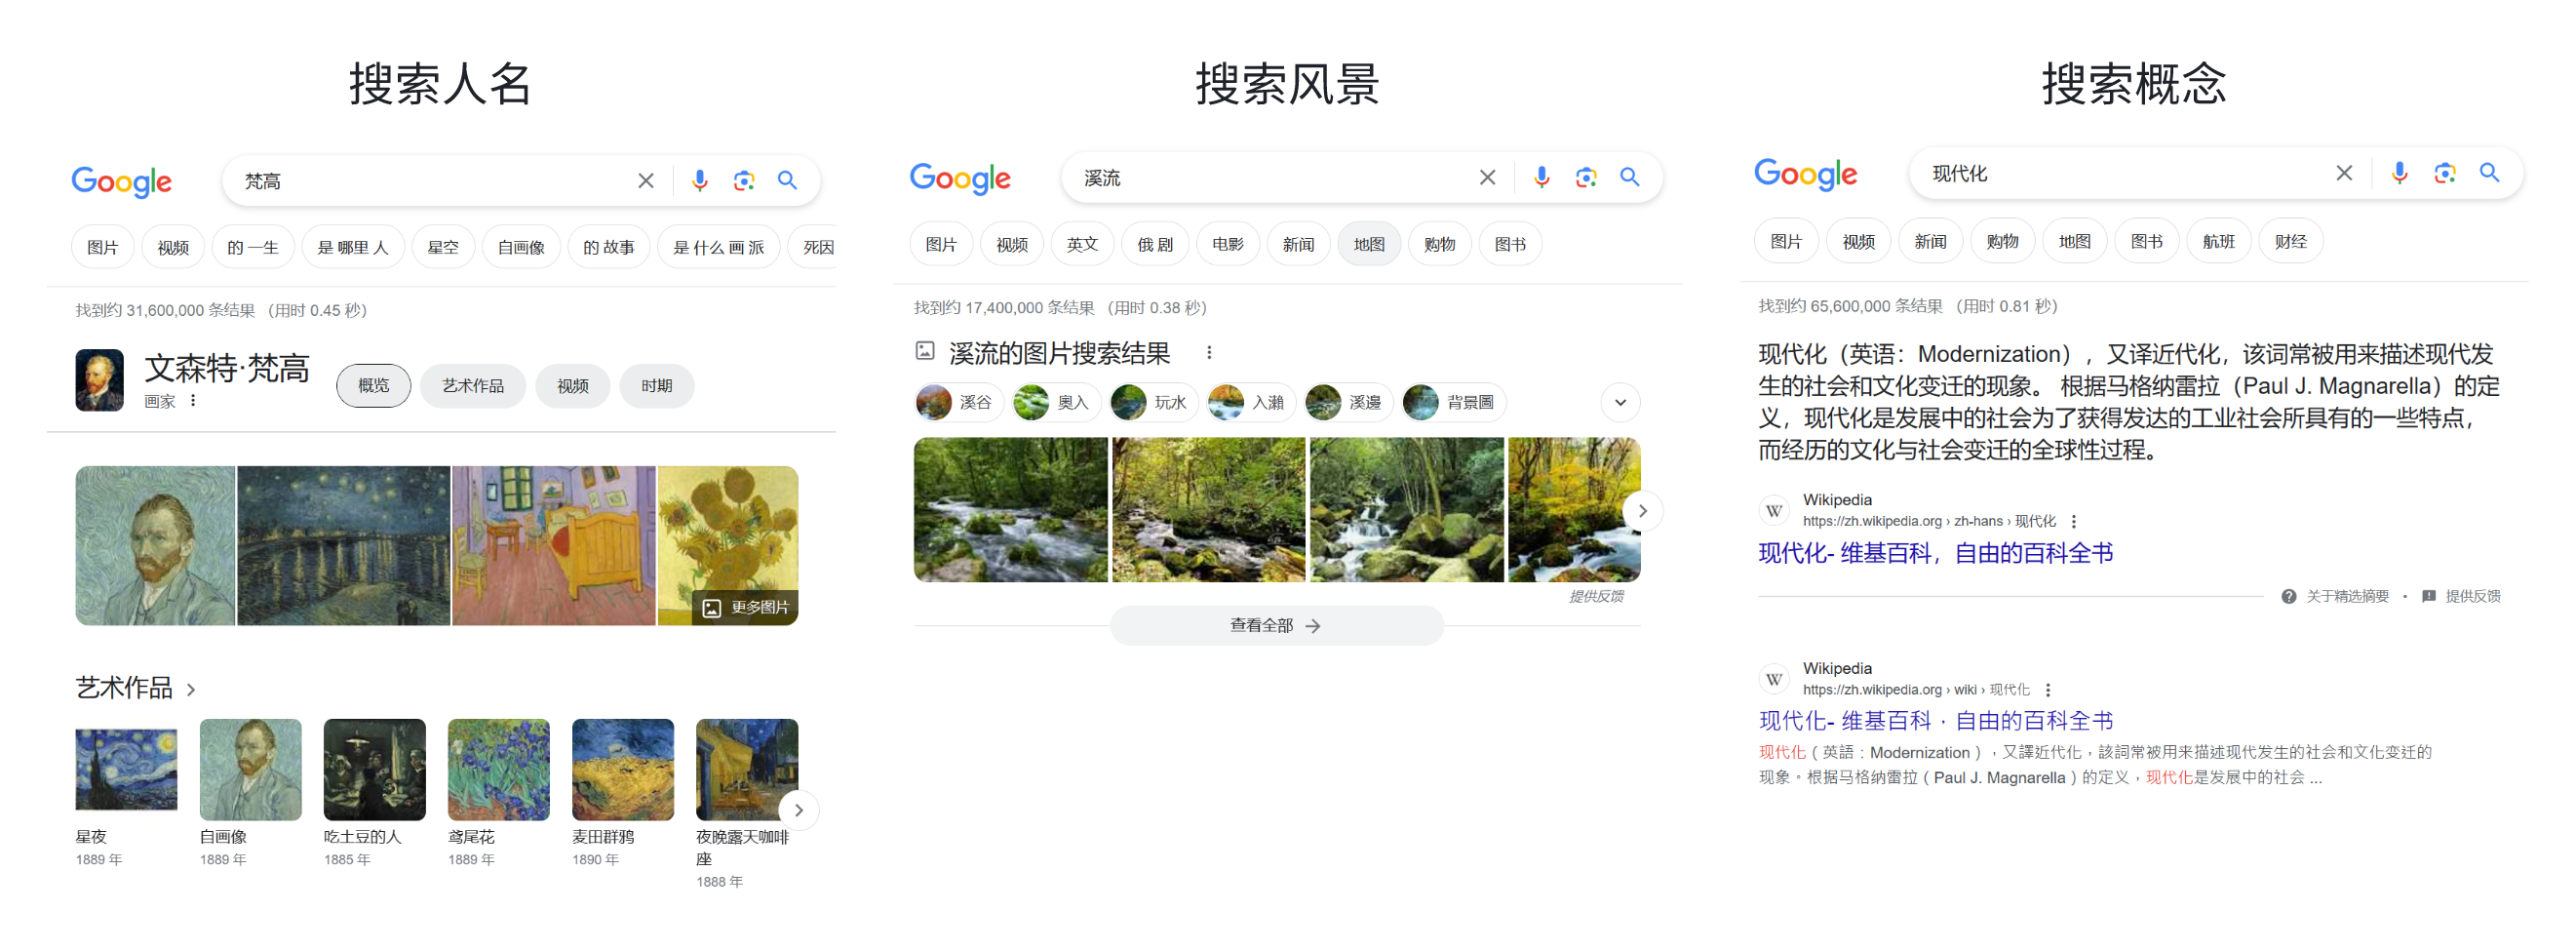 搜索人名
Google
梵高
图片 视频 的 一生 是 哪里 人 星空 自画像 的 故事 是 什么 画 派 死因
找到约 31,600,000 条结果 （用时 0.45 秒）
文森特·梵高
画家
概览 艺术作品 视频 时期
更多图片
艺术作品
星夜
1889 年
自画像
1889 年
吃土豆的人
1885 年
鸢尾花
1889 年
麦田群鸦
1890 年
夜晚露天咖啡
座
1888 年
搜索风景
Google
溪流
图片 视频 英文 俄 剧 电影 新闻 地图 购物 图书
找到约 17,400,000 条结果 （用时 0.38 秒）
溪流的图片搜索结果
溪谷 奧入 玩水 入瀨 溪邊 背景圖
提供反馈
查看全部
搜索概念
Google
现代化
图片 视频 新闻 购物 地图 图书 航班 财经
找到约 65,600,000 条结果 （用时 0.81 秒）
现代化（英语：Modernization），又译近代化，该词常被用来描述现代发
生的社会和文化变迁的现象。 根据马格纳雷拉（Paul J. Magnarella）的定
义，现代化是发展中的社会为了获得发达的工业社会所具有的一些特点，
而经历的文化与社会变迁的全球性过程。
W
Wikipedia
https://zh.wikipedia.org › zh-hans › 现代化
现代化- 维基百科，自由的百科全书
关于精选摘要 • 提供反馈
W
Wikipedia
https://zh.wikipedia.org › wiki › 现代化
现代化- 维基百科，自由的百科全书
现代化（英語：Modernization），又譯近代化，該詞常被用来描述现代发生的社会和文化变迁的
现象。根据马格纳雷拉（Paul J. Magnarella）的定义，现代化是发展中的社会 ...